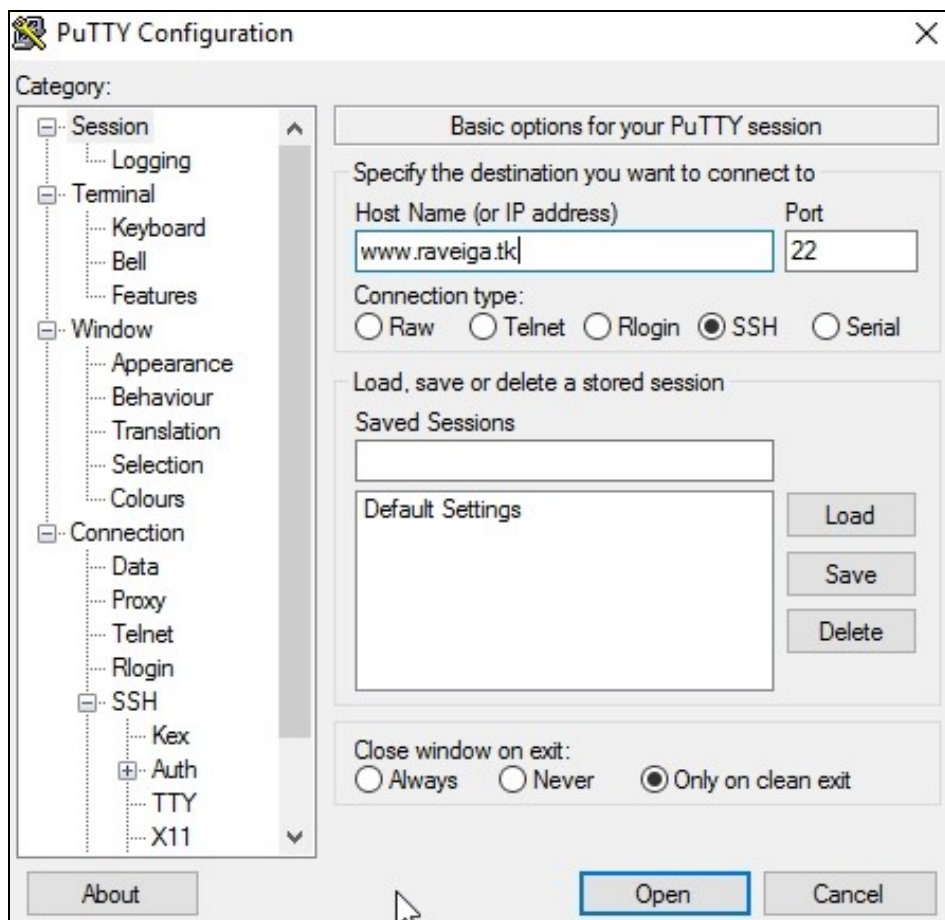 PuTTY Configuration
Category:
Session
Logging
Terminal
Keyboard
Bell
Features
Window
Appearance
Behaviour
Translation
Selection
Colours
Connection
Data
Proxy
Telnet
Rlogin
SSH
Kex
Auth
TTY
X11
Basic options for your PuTTY session
Specify the destination you want to connect to
Host Name (or IP address) Port
www.raveiga.tk 22
Connection type:
Raw Telnet Rlogin SSH Serial
Load, save or delete a stored session
Saved Sessions
Default Settings
Load
Save
Delete
Close window on exit:
Always Never Only on clean exit
About Open Cancel